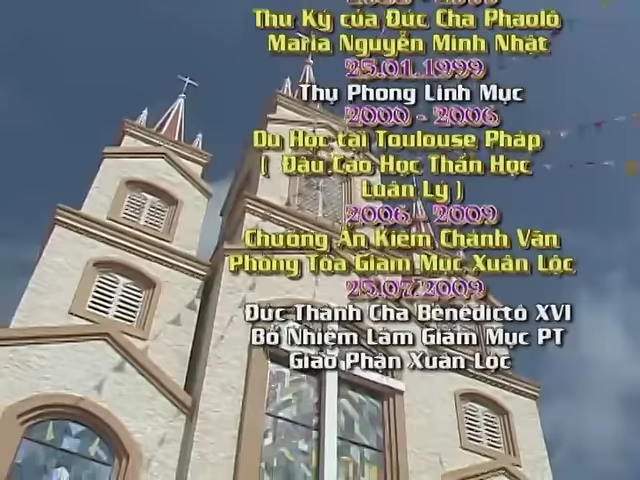 Thư Ký của Đức Cha Phaolô
Maria Nguyễn Minh Nhật
25.01.1999
Thụ Phong Linh Mục
2000 - 2006
Du Học tại Toulouse Pháp
( Đậu Cao Học Thần Học
Luân Lý )
2006 - 2009
Chưởng Ấn Kiêm Chánh Văn
Phòng Tòa Giám Mục Xuân Lộc
25.07.2009
Đức Thánh Cha Bênêđictô XVI
Bổ Nhiệm Làm Giám Mục PT
Giáo Phận Xuân Lộc